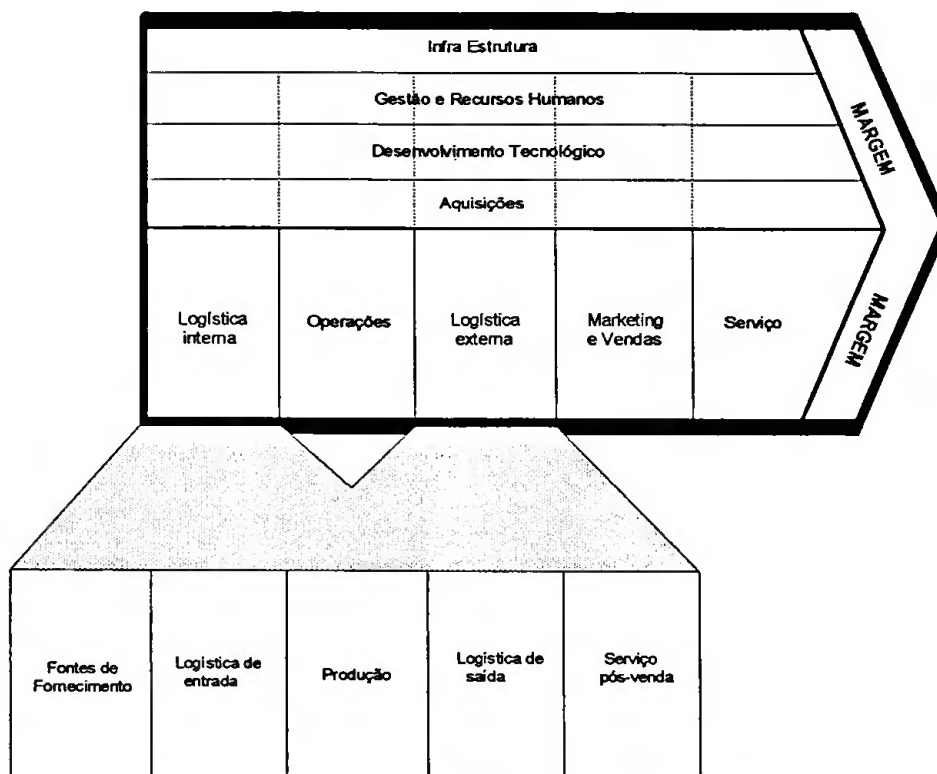 Infra Estrutura
Gestão e Recursos Humanos
Desenvolvimento Tecnológico
Aquisições
MARGEM
MARGEM
Logística
interna
Operações
Logística
externa
Marketing
e Vendas
Serviço
Fontes de
Fornecimento
Logística de
entrada
Produção
Logística de
saída
Serviço
pós-venda